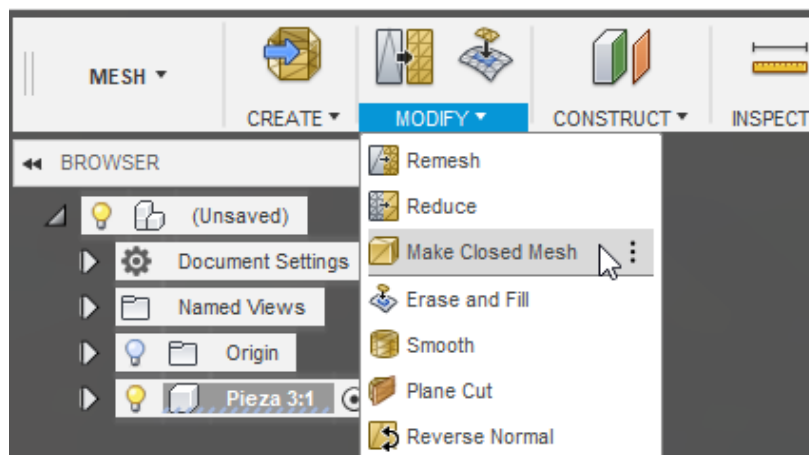 MESH
CREATE
MODIFY
CONSTRUCT
INSPECT
BROWSER
(Unsaved)
Document Settings
Named Views
Origin
Pieza 3:1
Remesh
Reduce
Make Closed Mesh
Erase and Fill
Smooth
Plane Cut
Reverse Normal